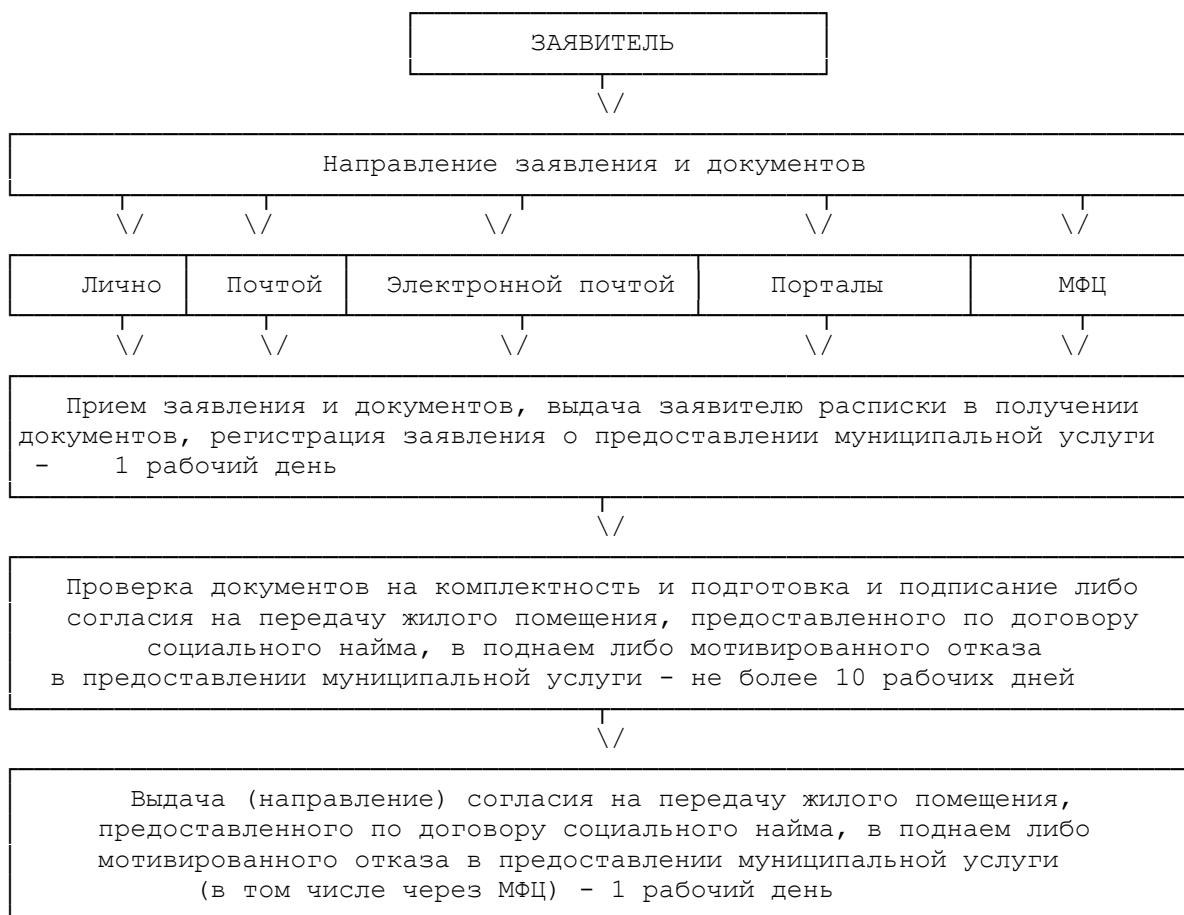 ЗАЯВИТЕЛЬ
Направление заявления и документов
Лично Почтой Электронной почтой Порталы МФЦ
Прием заявления и документов, выдача заявителю расписки в получении
документов, регистрация заявления о предоставлении муниципальной услуги
- 1 рабочий день
Проверка документов на комплектность и подготовка и подписание либо
согласия на передачу жилого помещения, предоставленного по договору
социального найма, в поднаем либо мотивированного отказа
в предоставлении муниципальной услуги - не более 10 рабочих дней
Выдача (направление) согласия на передачу жилого помещения,
предоставленного по договору социального найма, в поднаем либо
мотивированного отказа в предоставлении муниципальной услуги
(в том числе через МФЦ) - 1 рабочий день